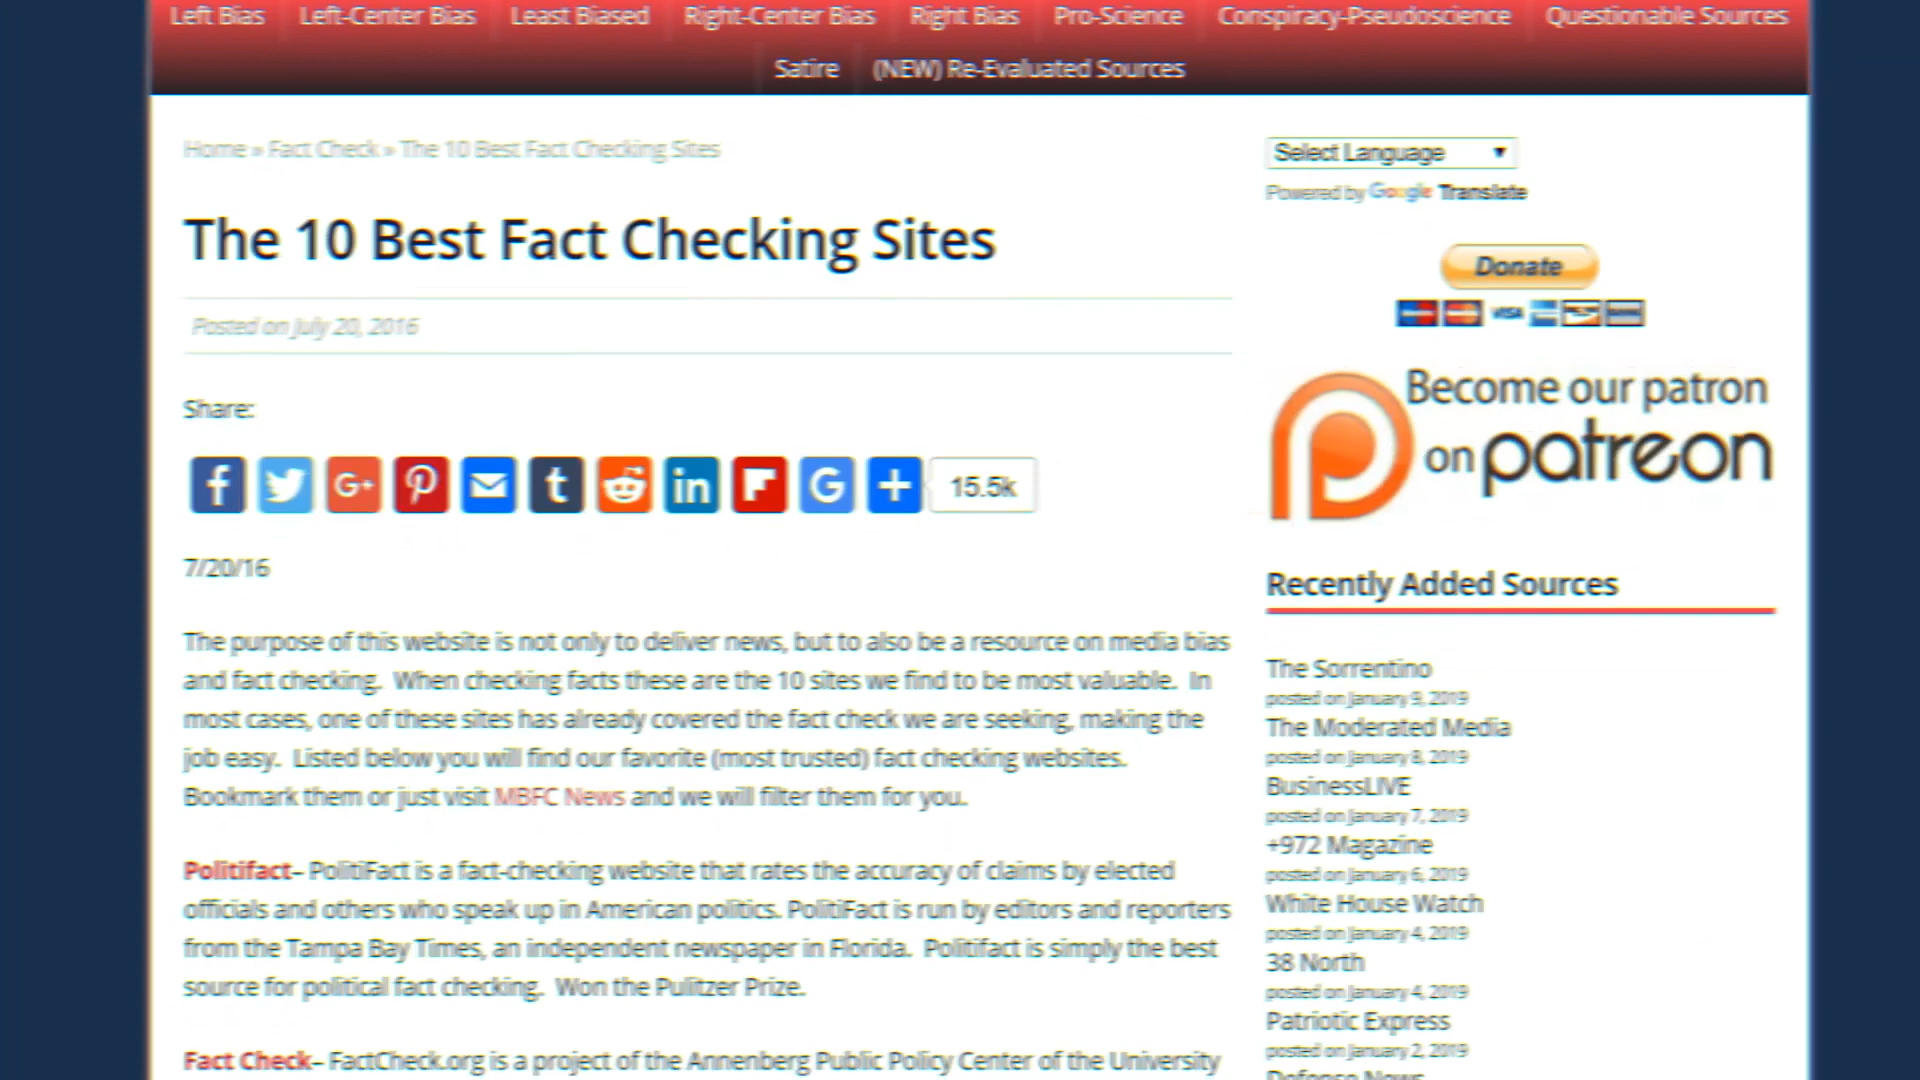 Left Bias Left-Center Bias Least Biased Right-Center Bias Right Bias Pro-Science Conspiracy-Pseudoscience Questionable Sources
Satire (NEW) Re-Evaluated Sources
Home » Fact Check » The 10 Best Fact Checking Sites
The 10 Best Fact Checking Sites
Posted on July 20, 2016
Share:
15.5k
7/20/16
The purpose of this website is not only to deliver news, but to also be a resource on media bias
and fact checking. When checking facts these are the 10 sites we find to be most valuable. In
most cases, one of these sites has already covered the fact check we are seeking, making the
job easy. Listed below you will find our favorite (most trusted) fact checking websites.
Bookmark them or just visit MBFC News and we will filter them for you.
Politifact– PolitiFact is a fact-checking website that rates the accuracy of claims by elected
officials and others who speak up in American politics. PolitiFact is run by editors and reporters
from the Tampa Bay Times, an independent newspaper in Florida. Politifact is simply the best
source for political fact checking. Won the Pulitzer Prize.
Fact Check– FactCheck.org is a project of the Annenberg Public Policy Center of the University
Select Language
Powered by Google Translate
Donate
VISA
Become our patron
on patreon
Recently Added Sources
The Sorrentino
posted on January 9, 2019
The Moderated Media
posted on January 8, 2019
BusinessLIVE
posted on January 7, 2019
+972 Magazine
posted on January 6, 2019
White House Watch
posted on January 4, 2019
38 North
posted on January 4, 2019
Patriotic Express
posted on January 2, 2019
Defense News